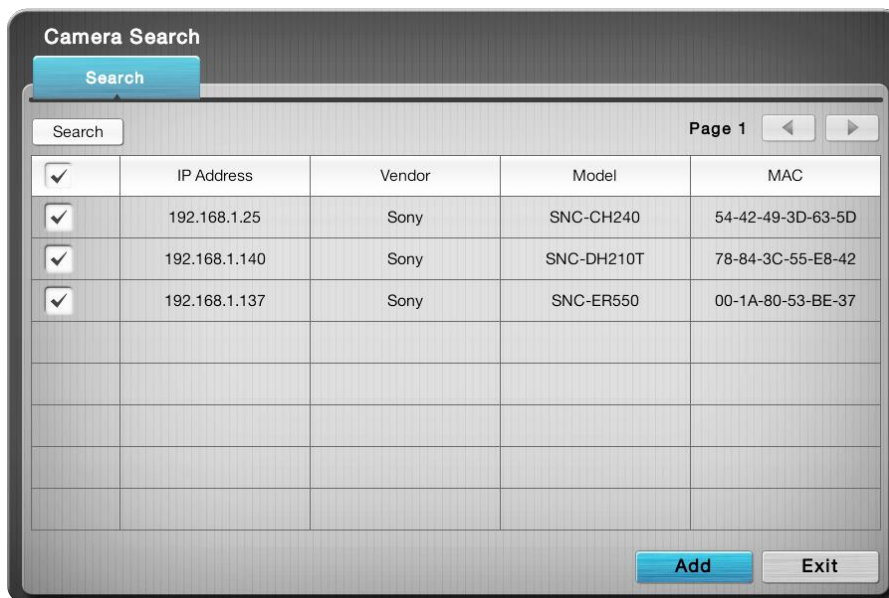 Camera Search
Search
Search Page 1
IP Address Vendor Model MAC
192.168.1.25 Sony SNC-CH240 54-42-49-3D-63-5D
192.168.1.140 Sony SNC-DH210T 78-84-3C-55-E8-42
192.168.1.137 Sony SNC-ER550 00-1A-80-53-BE-37
Add Exit